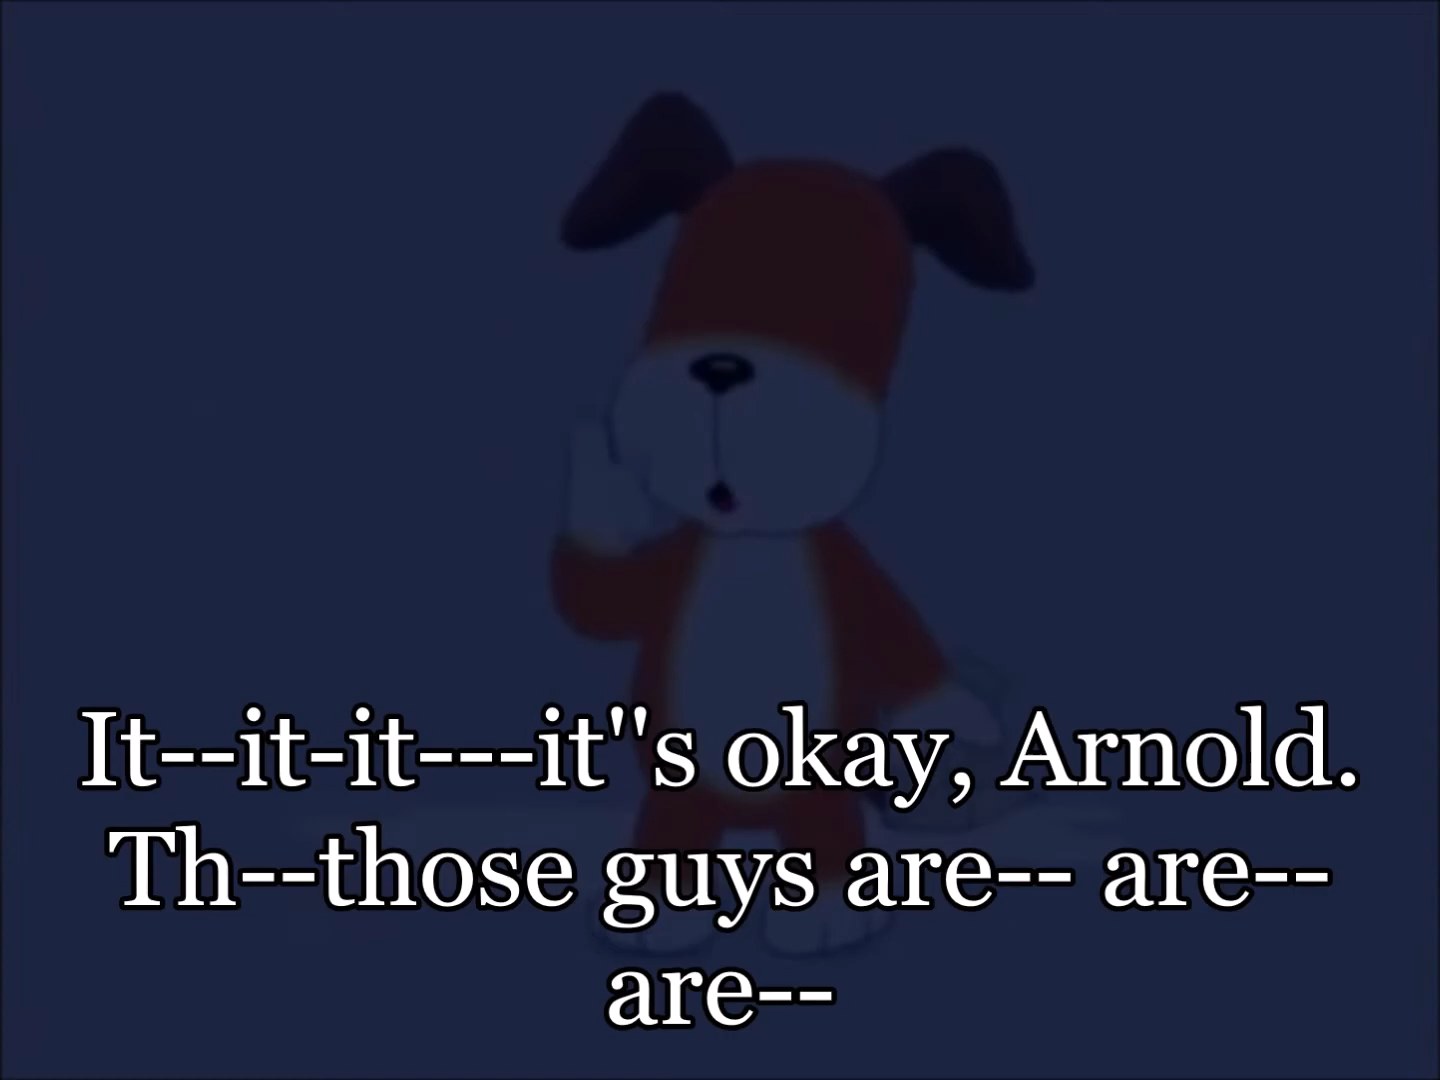 It--it-it---it"s okay, Arnold.
Th--those guys are-- are--
are--